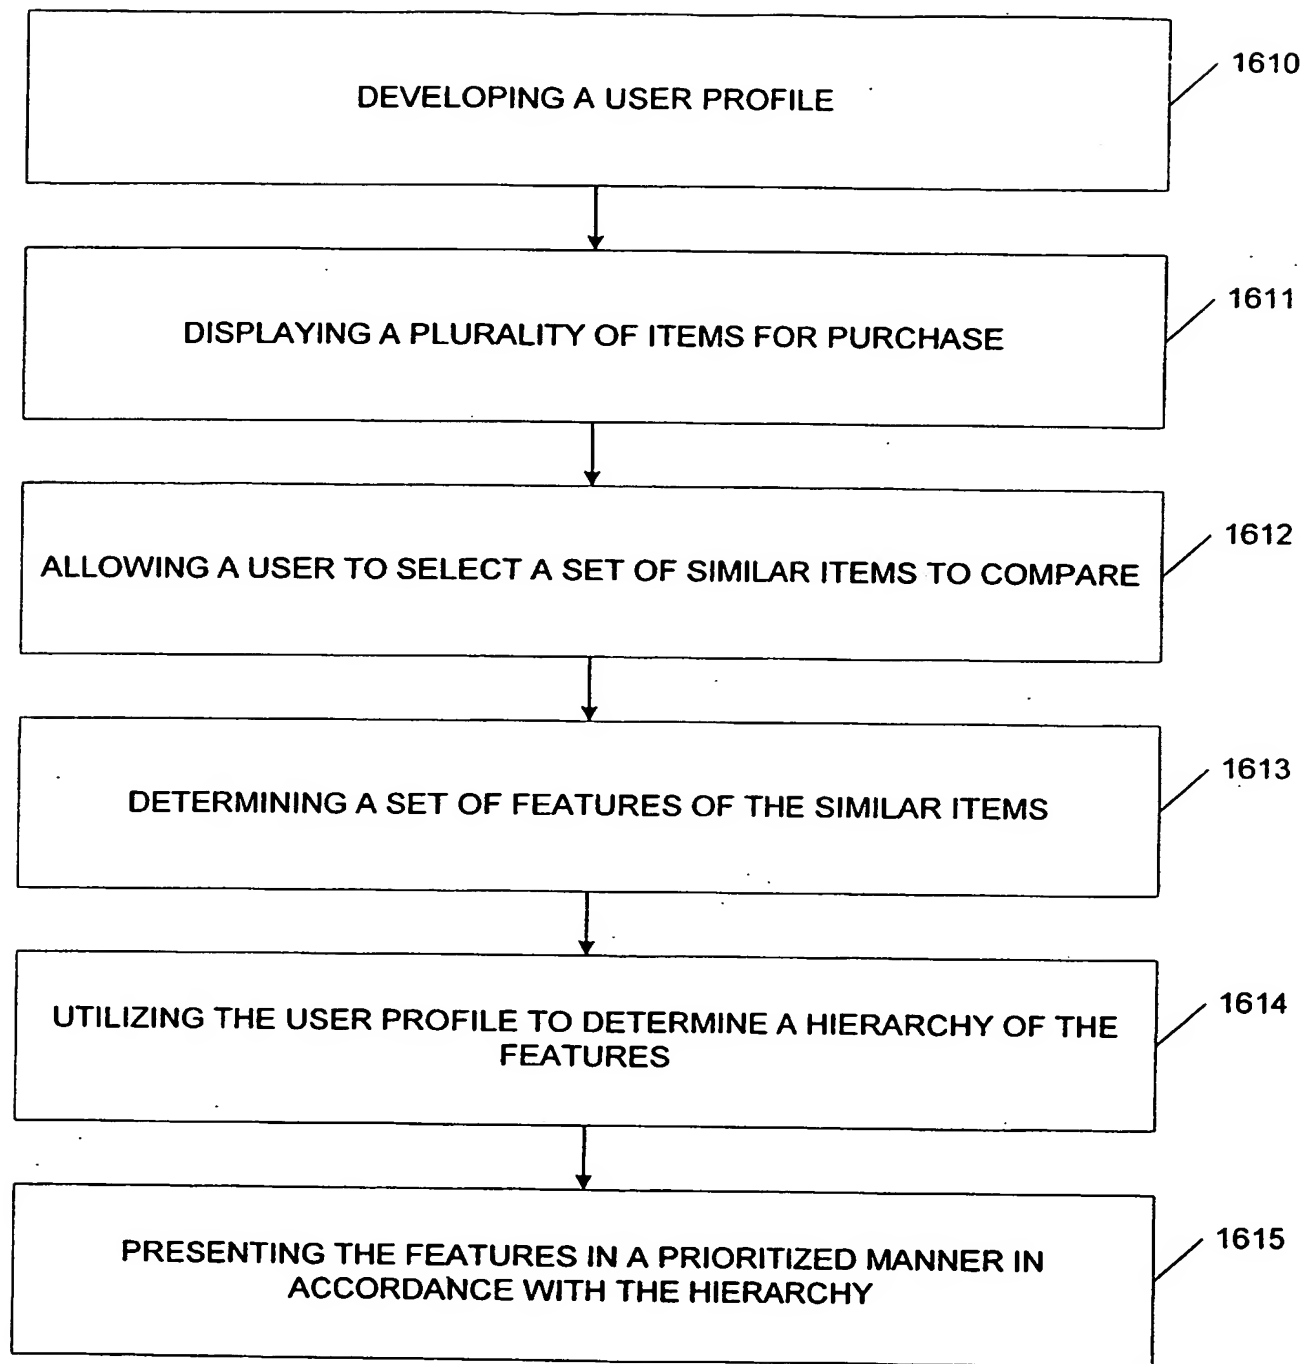 DEVELOPING A USER PROFILE
1610
DISPLAYING A PLURALITY OF ITEMS FOR PURCHASE
1611
ALLOWING A USER TO SELECT A SET OF SIMILAR ITEMS TO COMPARE
1612
DETERMINING A SET OF FEATURES OF THE SIMILAR ITEMS
1613
UTILIZING THE USER PROFILE TO DETERMINE A HIERARCHY OF THE
FEATURES
1614
PRESENTING THE FEATURES IN A PRIORITIZED MANNER IN
ACCORDANCE WITH THE HIERARCHY
1615